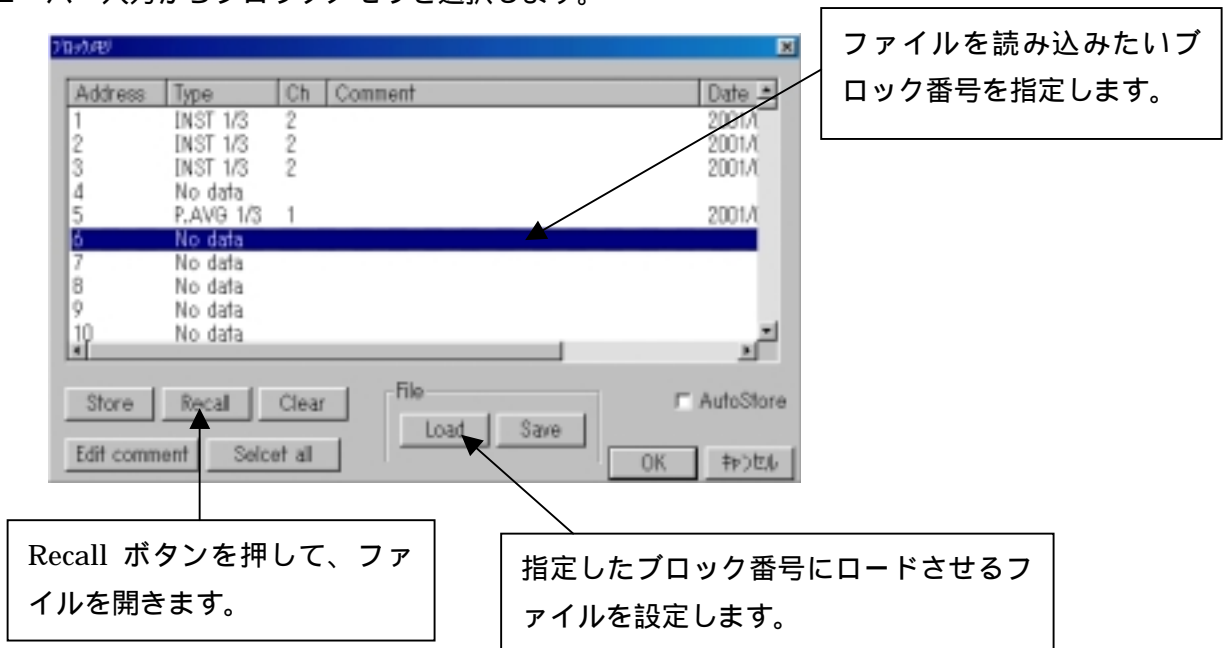 入力からブロックメモリを選択します。
ファイルを読み込みたいブ
ロック番号を指定します。
ブロックメモリ
Address Type Ch Comment Date
1 INST 1/3 2 2001/
2 INST 1/3 2 2001/
3 INST 1/3 2 2001/
4 No data
5 P.AVG 1/3 1 2001/
6 No data
7 No data
8 No data
9 No data
10 No data
Store Recall Clear File AutoStore
Load Save
Edit comment Selcet all OK キャンセル
Recall ボタンを押して、ファ
イルを開きます。
指定したブロック番号にロードさせるフ
ァイルを設定します。